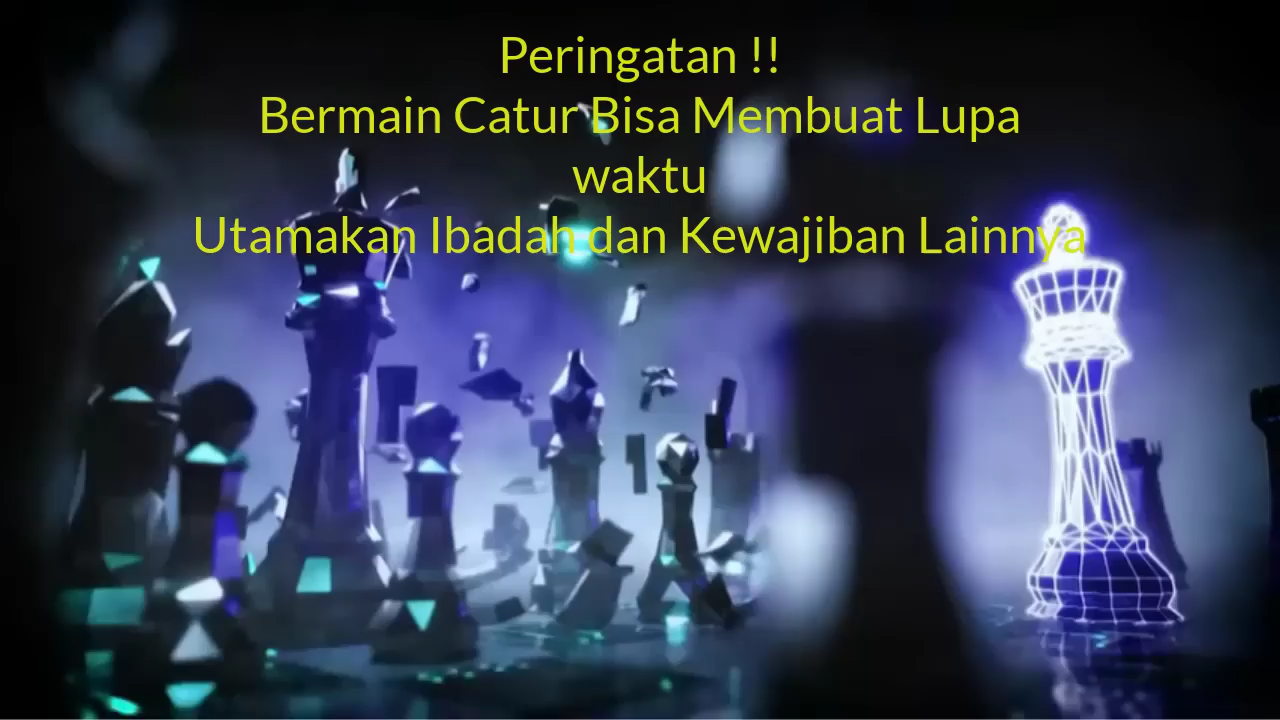 Peringatan !!
Bermain Catur Bisa Membuat Lupa
waktu
Utamakan Ibadah dan Kewajiban Lainnya